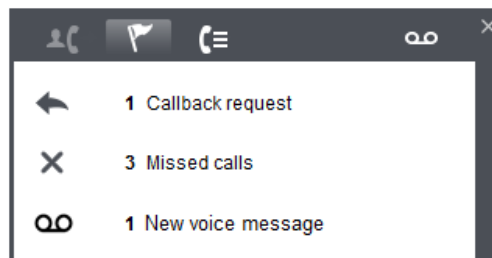 1 Callback request
3 Missed calls
1 New voice message